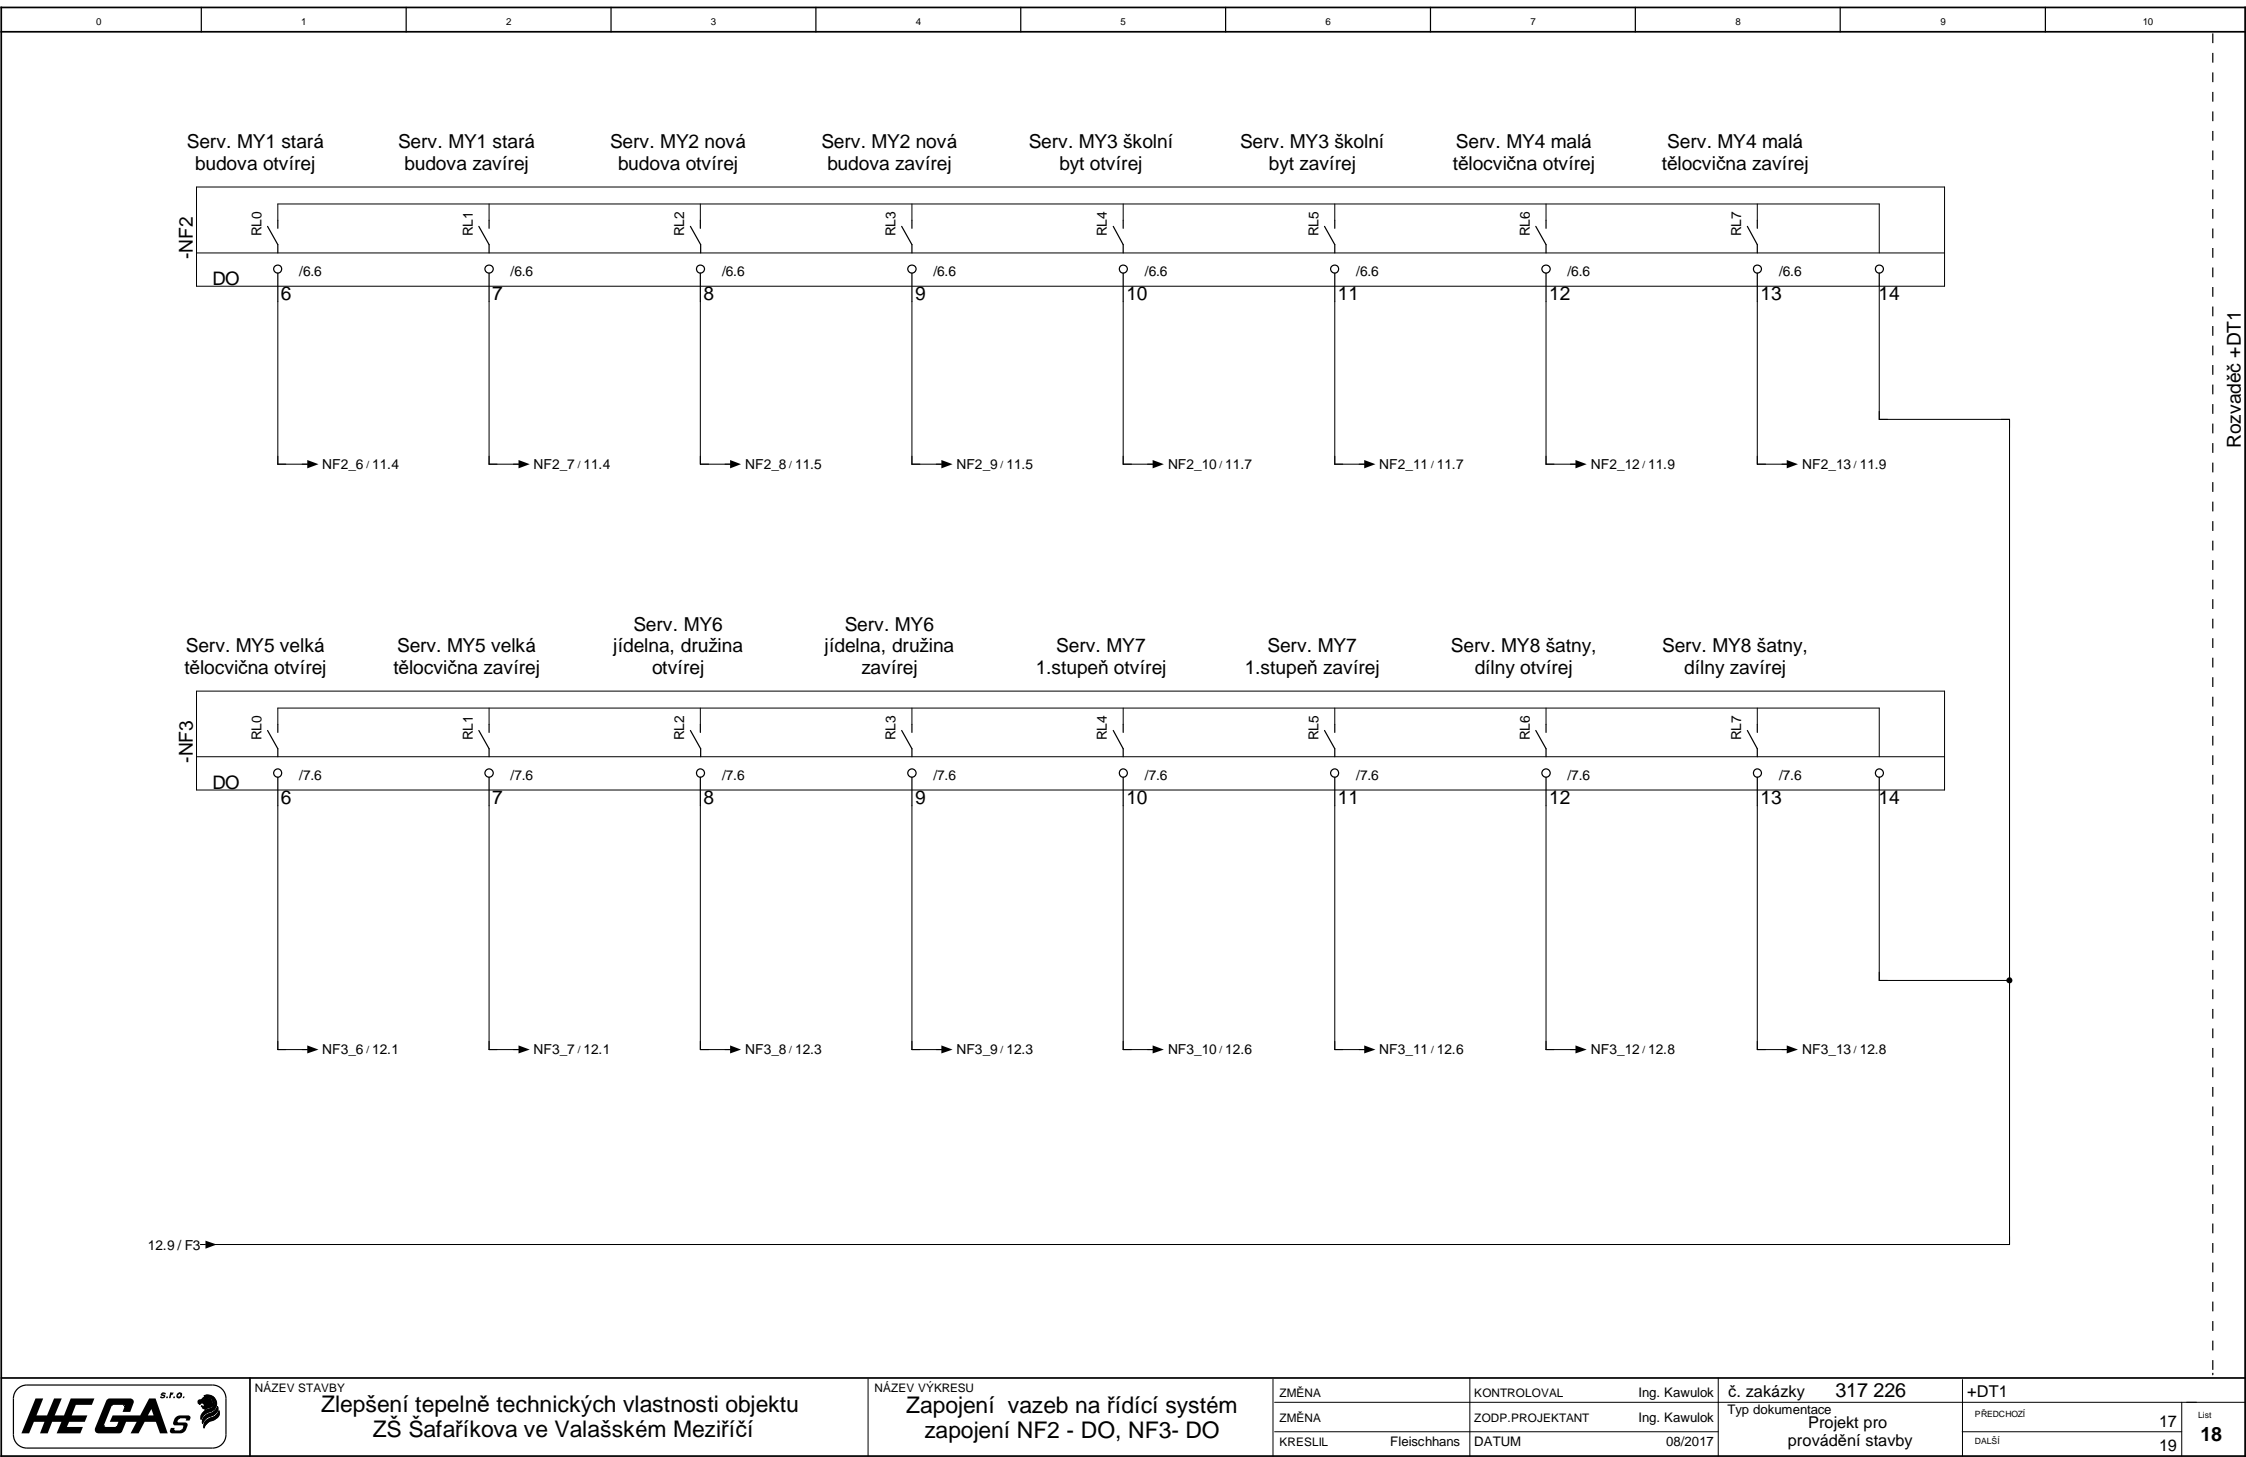 0 1 2 3 4 5 6 7 8 9 10
Serv. MY1 stará
budova otvírej
Serv. MY1 stará
budova zavírej
Serv. MY2 nová
budova otvírej
Serv. MY2 nová
budova zavírej
Serv. MY3 školní
byt otvírej
Serv. MY3 školní
byt zavírej
Serv. MY4 malá
tělocvična otvírej
Serv. MY4 malá
tělocvična zavírej
-NF2
RL0 RL1 RL2 RL3 RL4 RL5 RL6 RL7
DO /6.6 /6.6 /6.6 /6.6 /6.6 /6.6 /6.6 /6.6
6 7 8 9 10 11 12 13 14
NF2_6 / 11.4 NF2_7 / 11.4 NF2_8 / 11.5 NF2_9 / 11.5 NF2_10 / 11.7 NF2_11 / 11.7 NF2_12 / 11.9 NF2_13 / 11.9
Rozvaděč +DT1
Serv. MY5 velká
tělocvična otvírej
Serv. MY5 velká
tělocvična zavírej
Serv. MY6
jídelna, družina
otvírej
Serv. MY6
jídelna, družina
zavírej
Serv. MY7
1.stupeň otvírej
Serv. MY7
1.stupeň zavírej
Serv. MY8 šatny,
dílny otvírej
Serv. MY8 šatny,
dílny zavírej
-NF3
RL0 RL1 RL2 RL3 RL4 RL5 RL6 RL7
DO /7.6 /7.6 /7.6 /7.6 /7.6 /7.6 /7.6 /7.6
6 7 8 9 10 11 12 13 14
NF3_6 / 12.1 NF3_7 / 12.1 NF3_8 / 12.3 NF3_9 / 12.3 NF3_10 / 12.6 NF3_11 / 12.6 NF3_12 / 12.8 NF3_13 / 12.8
12.9 / F3
HEGAs s.r.o.
NÁZEV STAVBY
Zlepšení tepelně technických vlastnosti objektu
ZŠ Šafaříkova ve Valašském Meziříčí
NÁZEV VÝKRESU
Zapojení vazeb na řídící systém
zapojení NF2 - DO, NF3- DO
ZMĚNA
ZMĚNA
KRESLIL Fleischhans
KONTROLOVAL Ing. Kawulok
ZODP.PROJEKTANT Ing. Kawulok
DATUM 08/2017
č. zakázky 317 226
Typ dokumentace
Projekt pro
provádění stavby
+DT1
PŘEDCHOZÍ 17
DALŠÍ 19
List
18